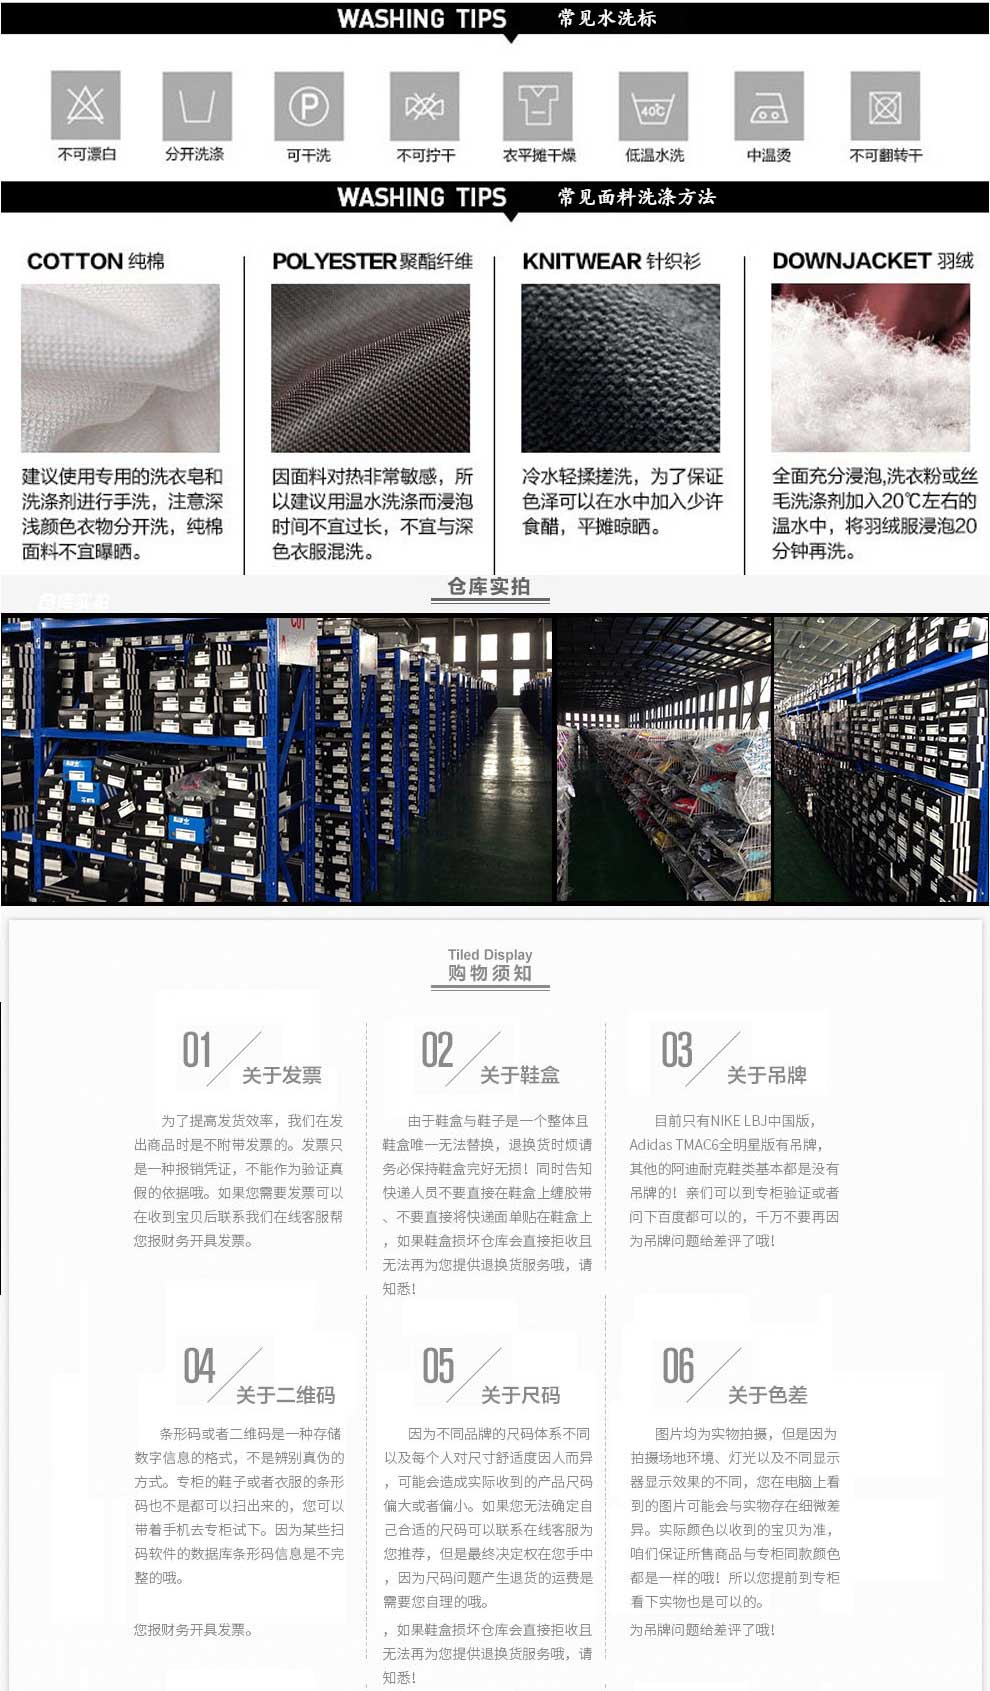 WASHING TIPS 常见水洗标
P
40℃
不可漂白 分开洗涤 可干洗 不可拧干 衣平摊干燥 低温水洗 中温烫 不可翻转干
WASHING TIPS 常见面料洗涤方法
COTTON 纯棉
建议使用专用的洗衣皂和
洗涤剂进行手洗，注意深
浅颜色衣物分开洗，纯棉
面料不宜曝晒。
POLYESTER 聚酯纤维
因面料对热非常敏感，所
以建议用温水洗涤而浸泡
时间不宜过长，不宜与深
色衣服混洗。
KNITWEAR 针织衫
冷水轻揉搓洗，为了保证
色泽可以在水中加入少许
食醋，平摊晾晒。
DOWNJACKET 羽绒
全面充分浸泡,洗衣粉或丝
毛洗涤剂加入20℃左右的
温水中，将羽绒服浸泡20
分钟再洗。
仓库实拍
仓库实拍
Tiled Display
购物须知
01
关于发票
为了提高发货效率，我们在发
出商品时是不附带发票的。发票只
是一种报销凭证，不能作为验证真
假的依据哦。如果您需要发票可以
在收到宝贝后联系我们在线客服帮
您报财务开具发票。
02
关于鞋盒
由于鞋盒与鞋子是一个整体且
鞋盒唯一无法替换，退换货时烦请
务必保持鞋盒完好无损！同时告知
快递人员不要直接在鞋盒上缠胶带
、不要直接将快递面单贴在鞋盒上
，如果鞋盒损坏仓库会直接拒收且
无法再为您提供退换货服务哦，请
知悉！
03
关于吊牌
目前只有NIKE LBJ中国版，
Adidas TMAC6全明星版有吊牌，
其他的阿迪耐克鞋类基本都是没有
吊牌的！亲们可以到专柜验证或者
问下百度都可以的，千万不要再因
为吊牌问题给差评了哦！
04
关于二维码
条形码或者二维码是一种存储
数字信息的格式，不是辨别真伪的
方式。专柜的鞋子或者衣服的条形
码也不是都可以扫出来的，您可以
带着手机去专柜试下。因为某些扫
码软件的数据库条形码信息是不完
整的哦。
05
关于尺码
因为不同品牌的尺码体系不同
以及每个人对尺寸舒适度因人而异
，可能会造成实际收到的产品尺码
偏大或者偏小。如果您无法确定自
己合适的尺码可以联系在线客服为
您推荐，但是最终决定权在您手中
，因为尺码问题产生退货的运费是
需要您自理的哦。
06
关于色差
图片均为实物拍摄，但是因为
拍摄场地环境、灯光以及不同显示
器显示效果的不同，您在电脑上看
到的图片可能会与实物存在细微差
异。实际颜色以收到的宝贝为准，
咱们保证所售商品与专柜同款颜色
都是一样的哦！所以您提前到专柜
看下实物也是可以的。
您报财务开具发票。
，如果鞋盒损坏仓库会直接拒收且
无法再为您提供退换货服务哦，请
知悉！
为吊牌问题给差评了哦！